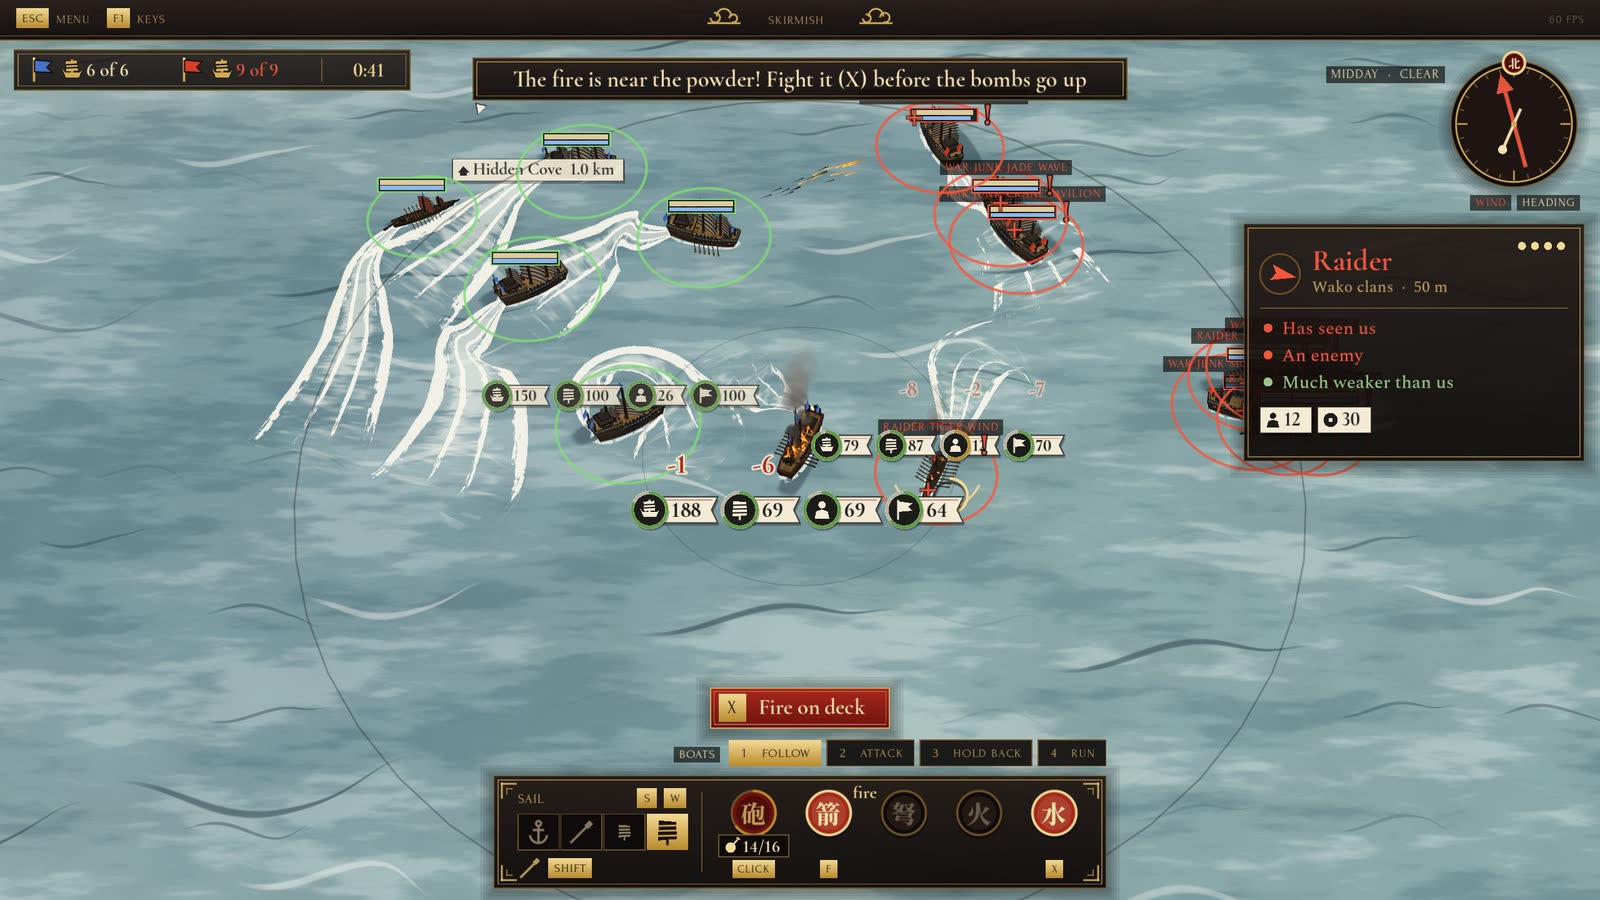 ESC MENU F1 KEYS
SKIRMISH
60 FPS
6 of 6 9 of 9 0:41
The fire is near the powder! Fight it (X) before the bombs go up
MIDDAY · CLEAR
北
WIND HEADING
Hidden Cove 1.0 km
WAR JUNK JADE WAVE
Raider
Wako clans · 50 m
Has seen us
An enemy
Much weaker than us
12 30
RAIDER
WAR JUNK
150 100 26 100
-8 -2 -7
RAIDER TIGER WIND
79 87 70
-1 -6
188 69 69 64
X Fire on deck
BOATS 1 FOLLOW 2 ATTACK 3 HOLD BACK 4 RUN
SAIL S W
fire
砲 箭 弩 火 水
14/16
SHIFT CLICK F X